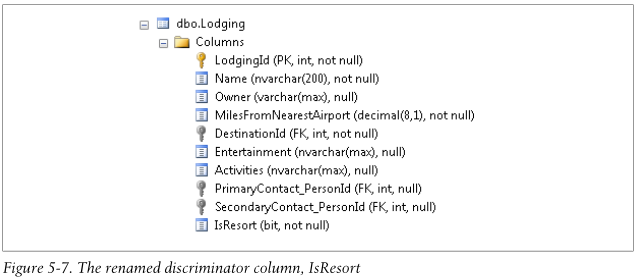 dbo.Lodging
Columns
LodgingId (PK, int, not null)
Name (nvarchar(200), not null)
Owner (varchar(max), null)
MilesFromNearestAirport (decimal(8,1), not null)
DestinationId (FK, int, not null)
Entertainment (nvarchar(max), null)
Activities (nvarchar(max), null)
PrimaryContact_PersonId (FK, int, null)
SecondaryContact_PersonId (FK, int, null)
IsResort (bit, not null)
Figure 5-7. The renamed discriminator column, IsResort